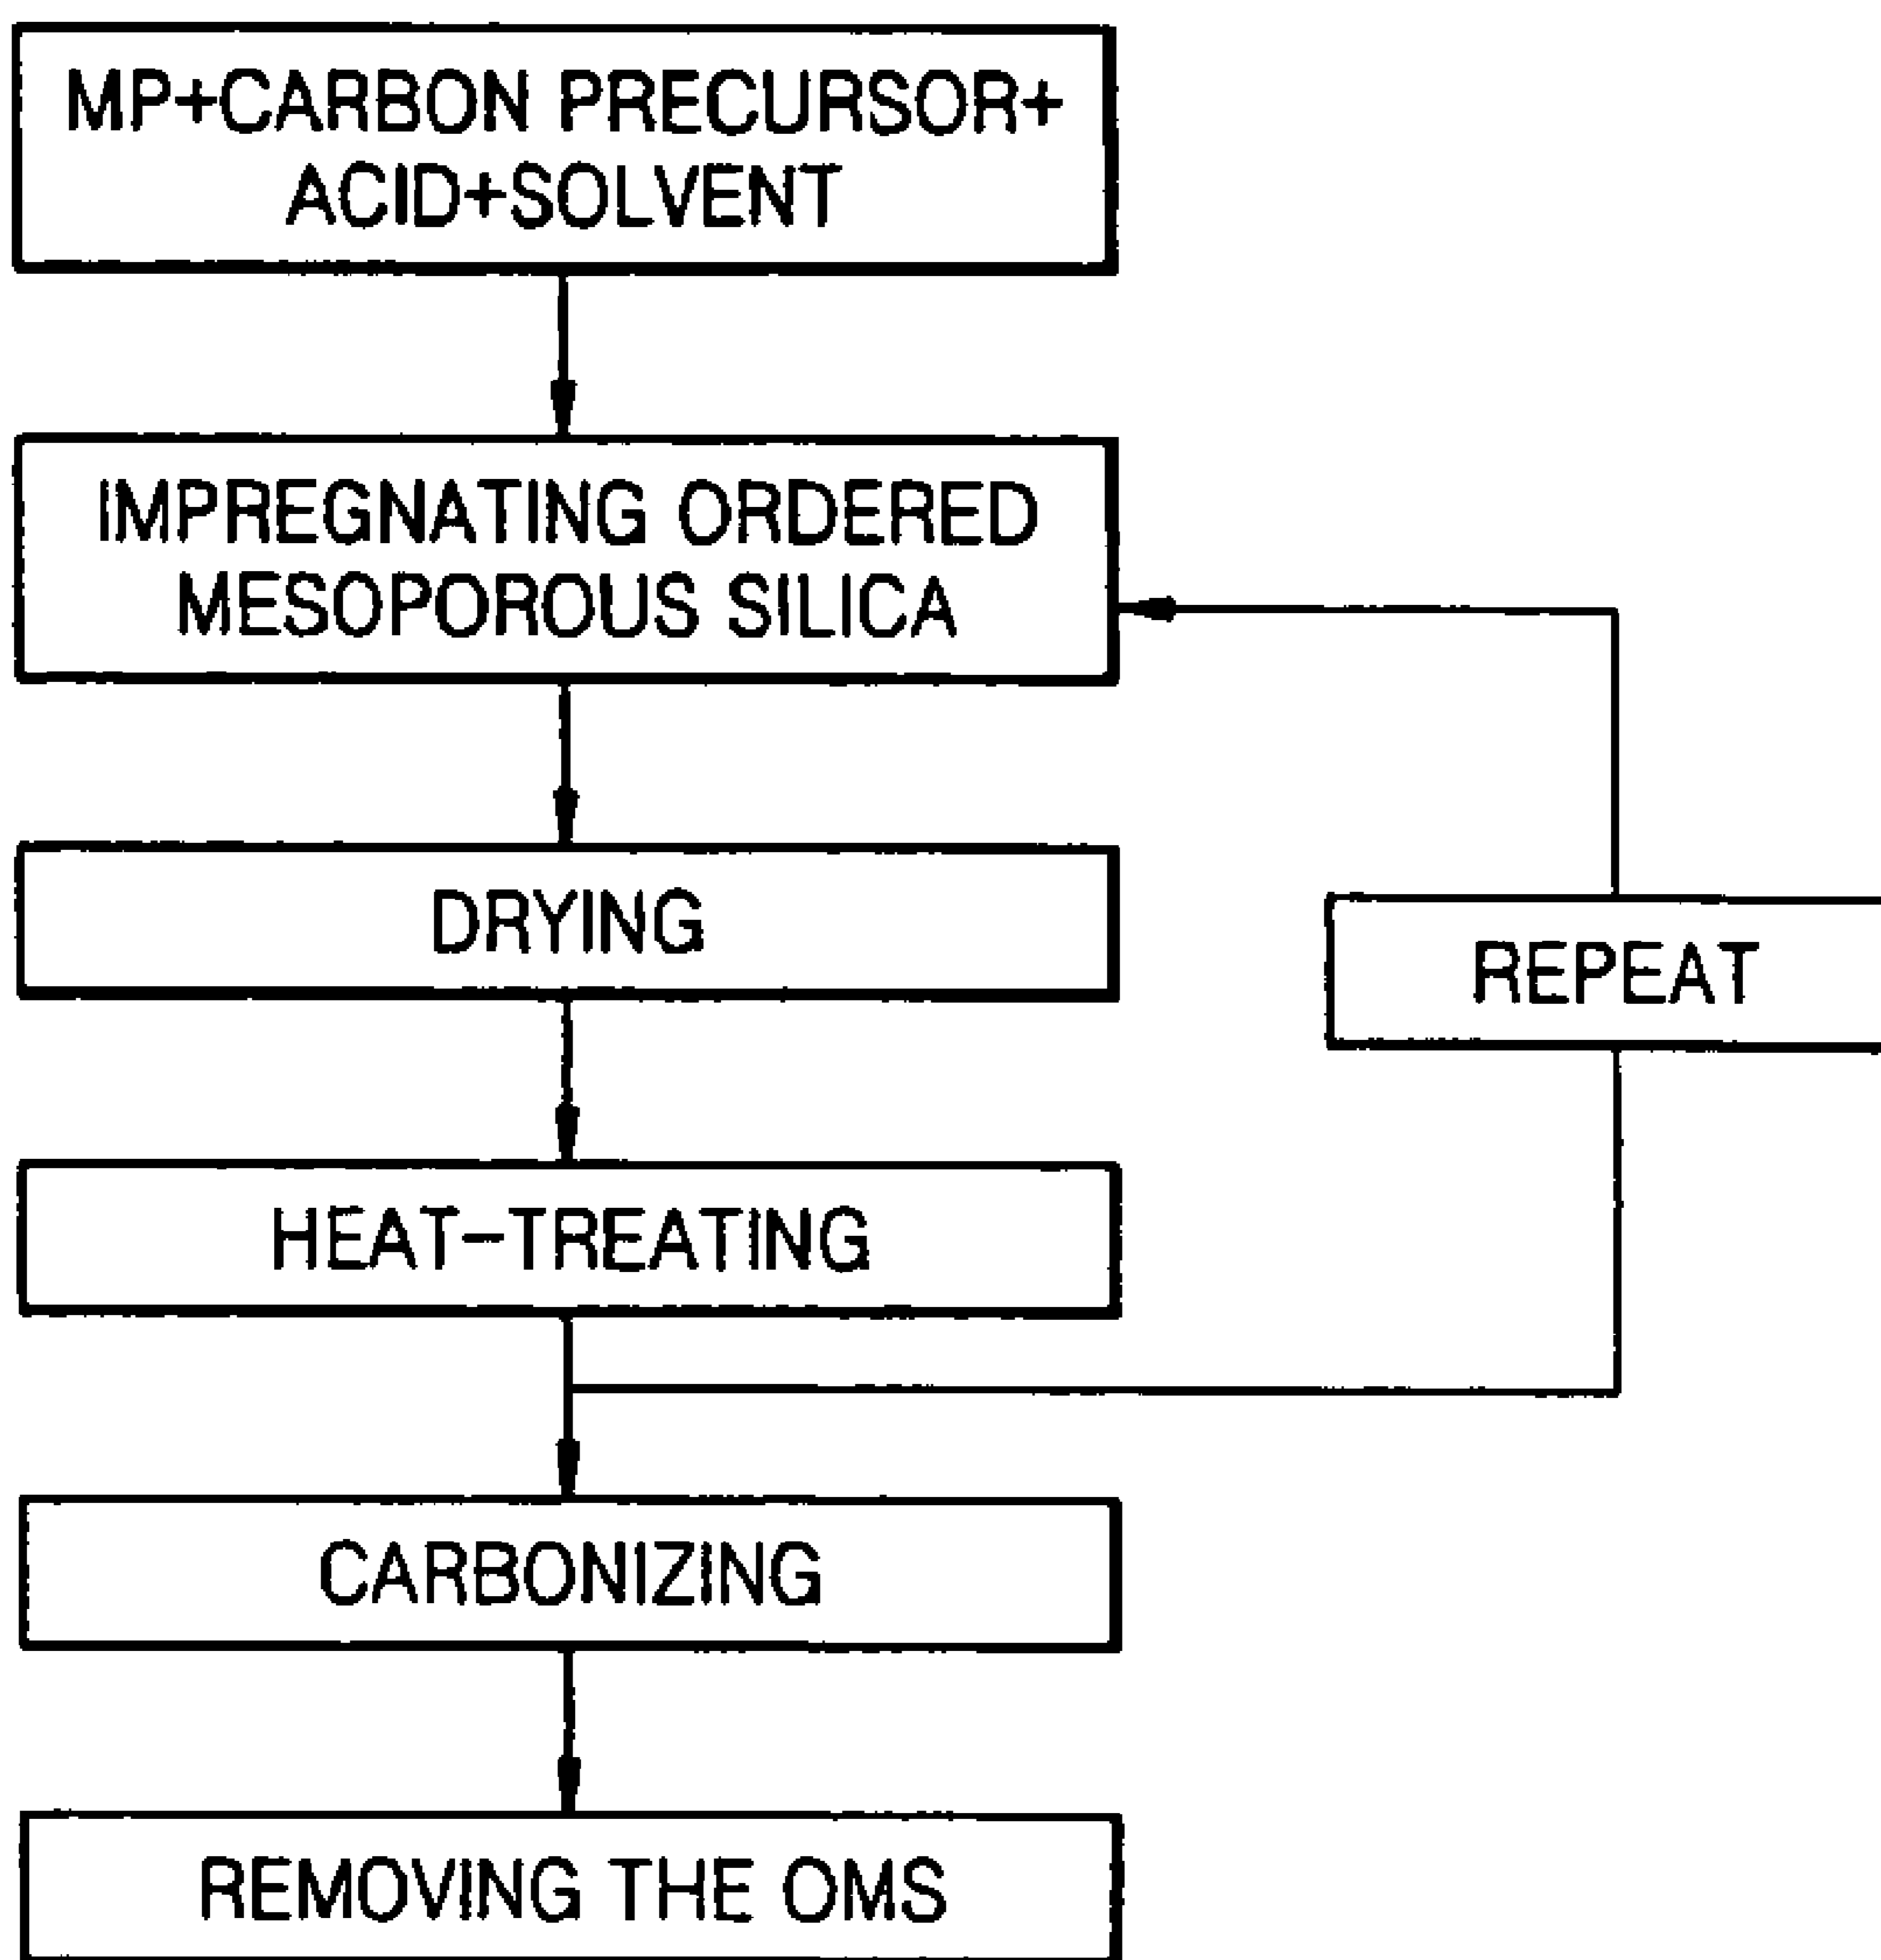 MP+CARBON PRECURSOR+
ACID+SOLVENT
IMPREGNATING ORDERED
MESOPOROUS SILICA
DRYING
REPEAT
HEAT-TREATING
CARBONIZING
REMOVING THE OMS